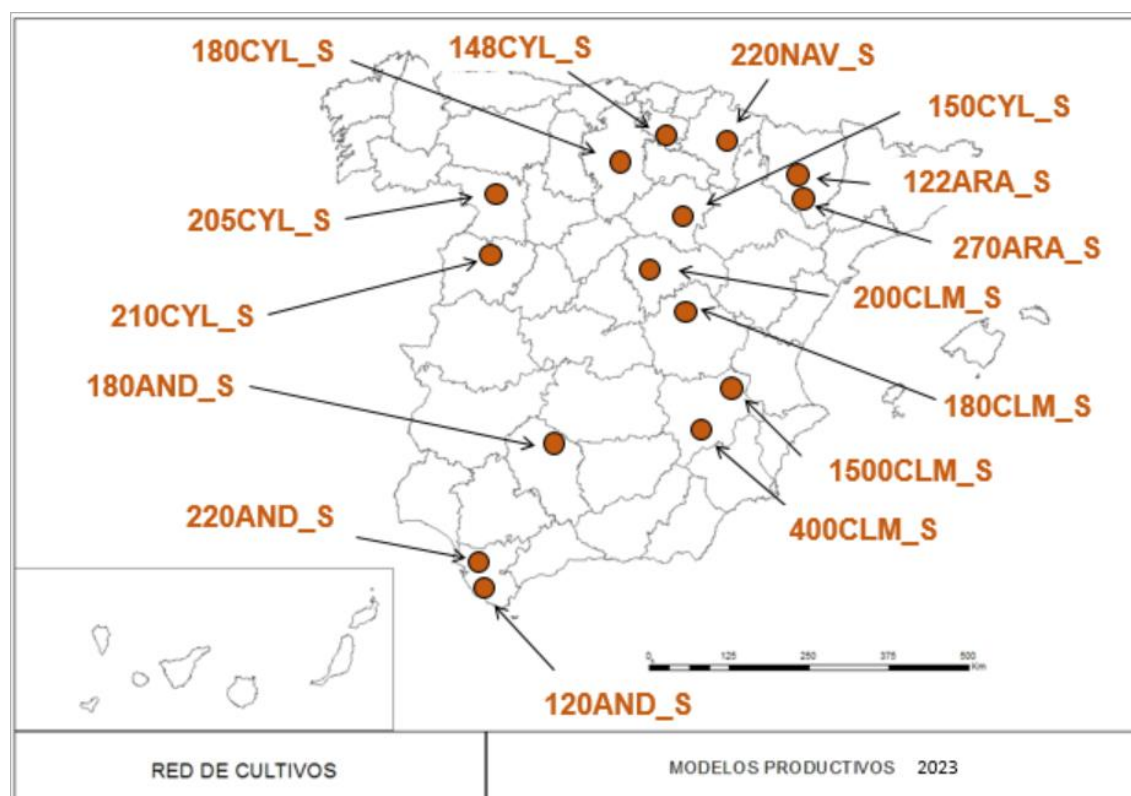 180CYL_S
148CYL_S
220NAV_S
150CYL_S
122ARA_S
205CYL_S
270ARA_S
200CLM_S
210CYL_S
180AND_S
180CLM_S
1500CLM_S
220AND_S
400CLM_S
0 125 250 375 500
Km
120AND_S
RED DE CULTIVOS
MODELOS PRODUCTIVOS 2023